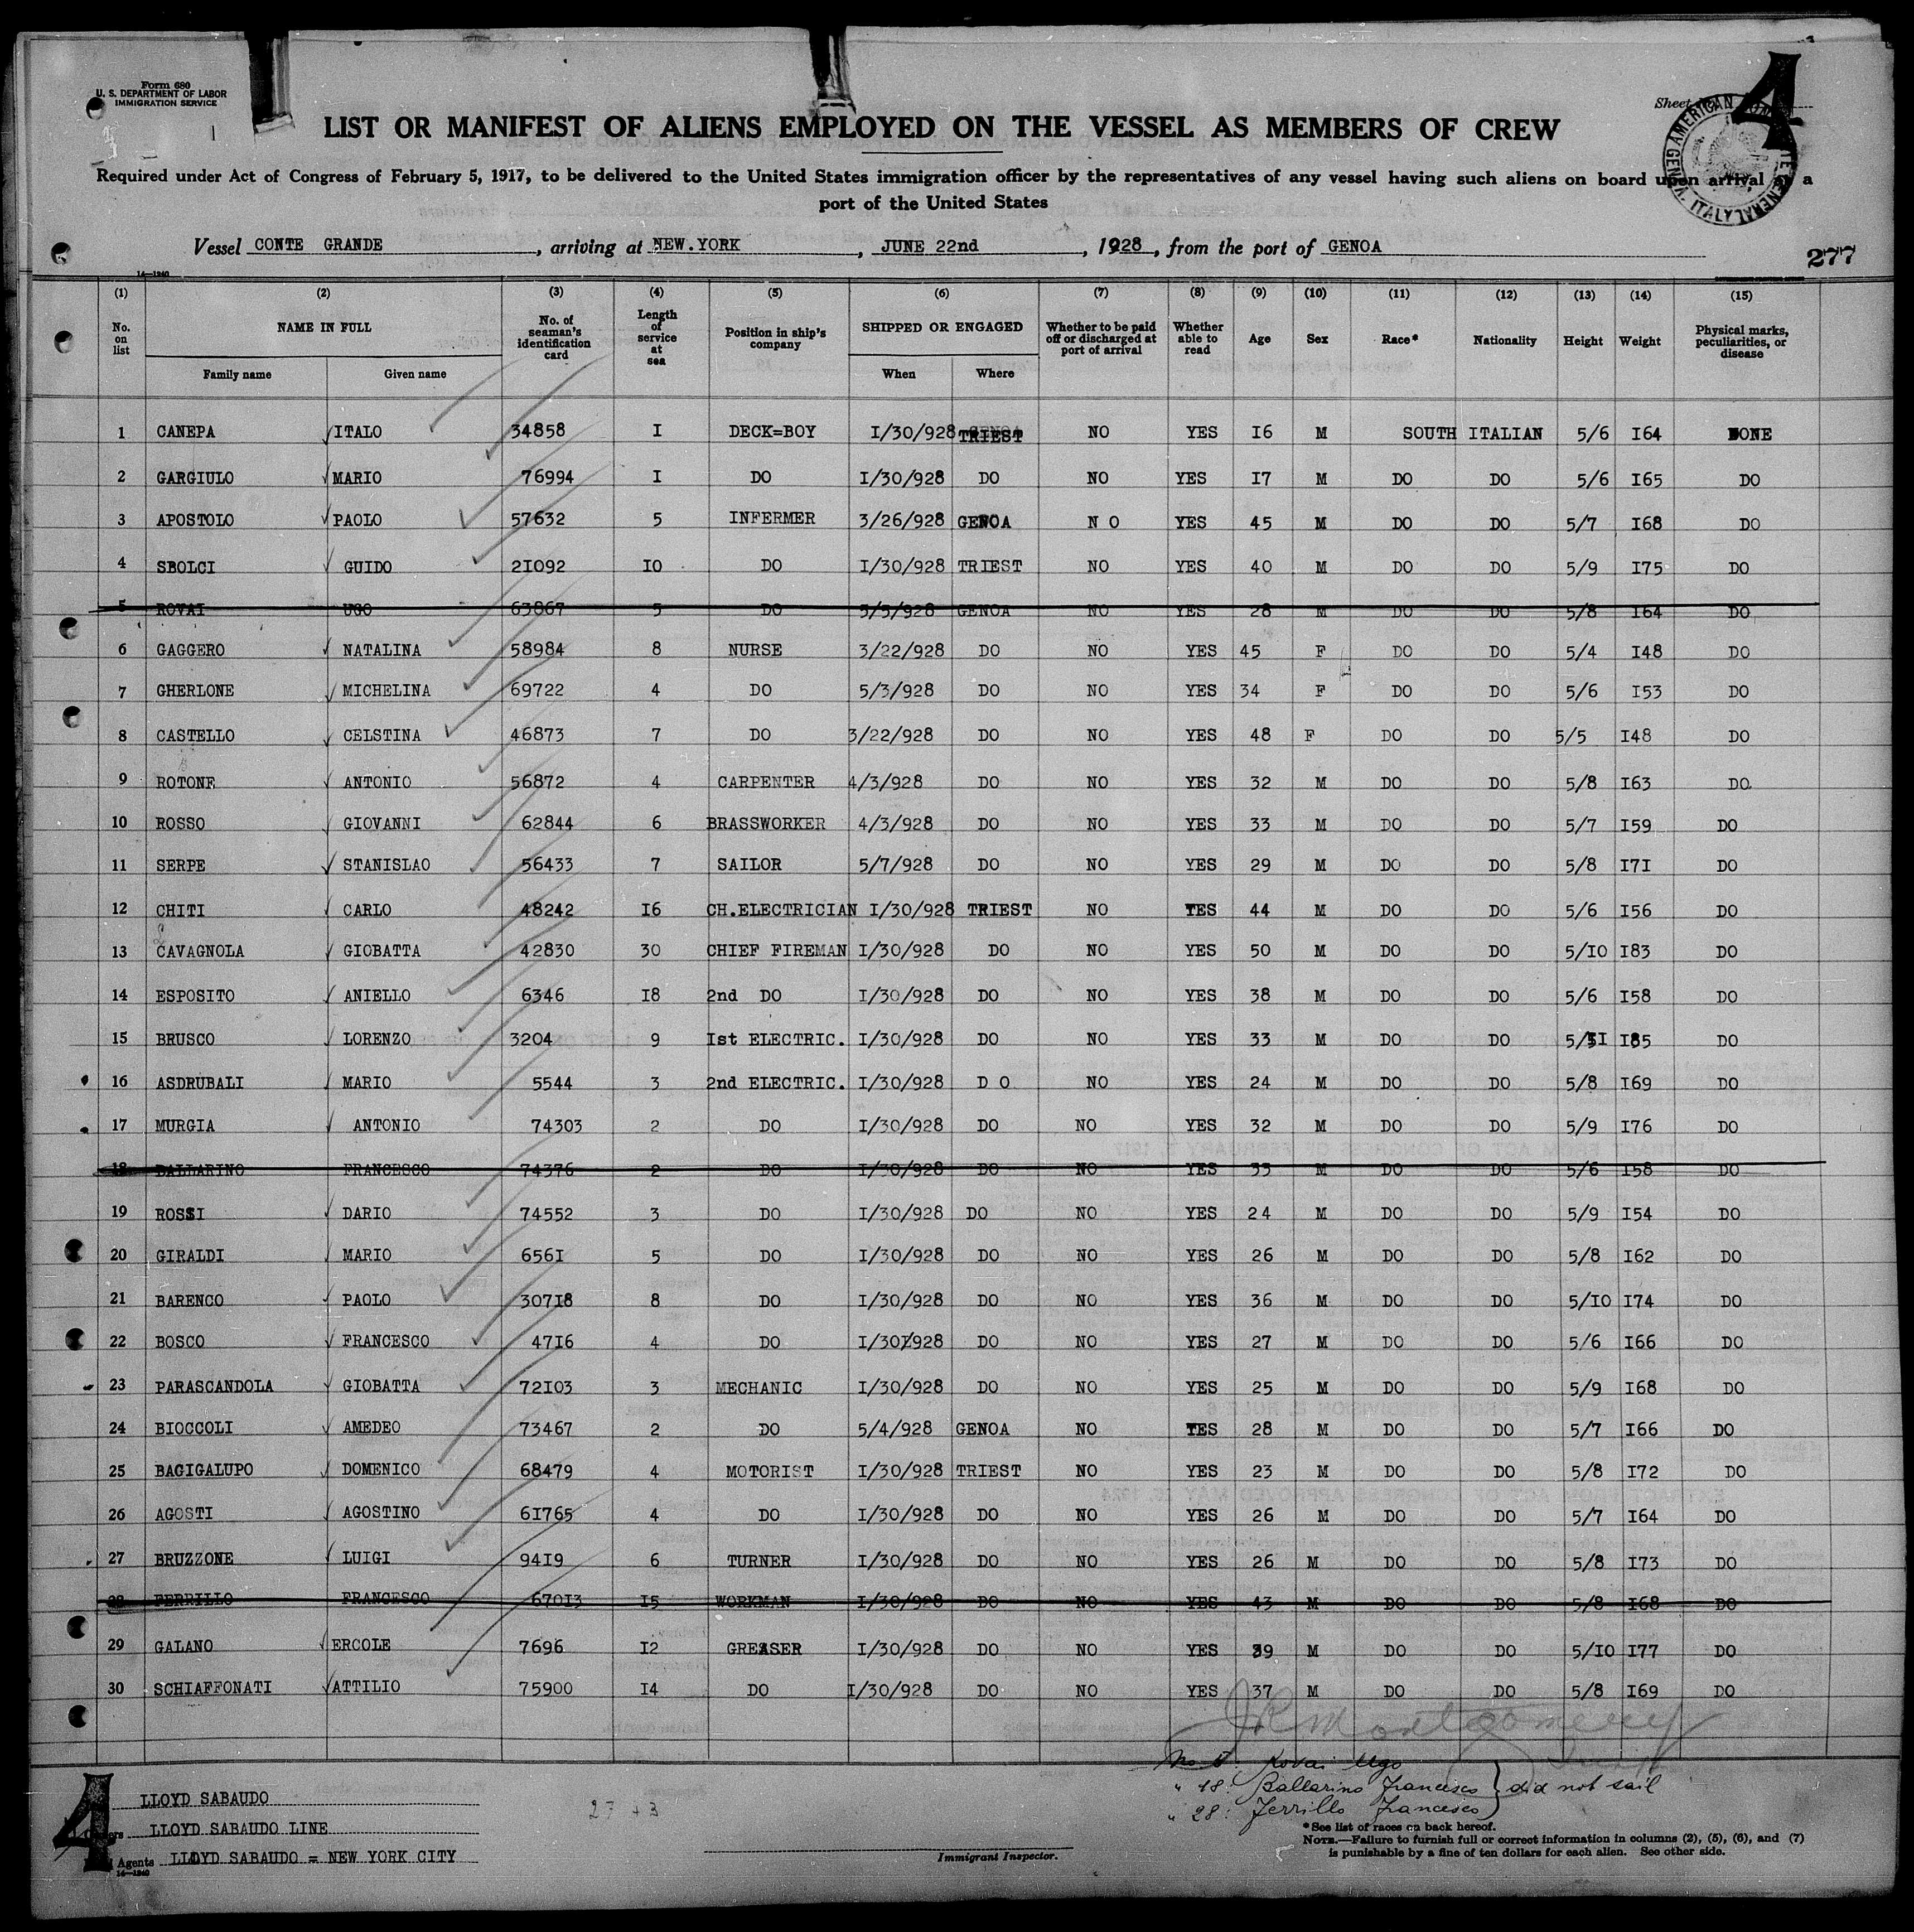 Form 680
U. S. DEPARTMENT OF LABOR
IMMIGRATION SERVICE
Sheet
4
LIST OR MANIFEST OF ALIENS EMPLOYED ON THE VESSEL AS MEMBERS OF CREW
Required under Act of Congress of February 5, 1917, to be delivered to the United States immigration officer by the representatives of any vessel having such aliens on board upon arrival at a
port of the United States
Vessel CONTE GRANDE, arriving at NEW.YORK, JUNE 22nd, 1928, from the port of GENOA
277
14—1240
(1) (2) (3) (4) (5) (6) (7) (8) (9) (10) (11) (12) (13) (14) (15)
No. on list NAME IN FULL Family name Given name No. of seaman's identification card Length of service at sea Position in ship's company SHIPPED OR ENGAGED When Where Whether to be paid off or discharged at port of arrival Whether able to read Age Sex Race* Nationality Height Weight Physical marks, peculiarities, or disease
1 CANEPA ITALO 34858 I DECK=BOY I/30/928 TRIEST NO YES I6 M SOUTH ITALIAN 5/6 I64 NONE
2 GARGIULO MARIO 76994 I DO I/30/928 DO NO YES I7 M DO DO 5/6 I65 DO
3 APOSTOLO PAOLO 57632 5 INFERMER 3/26/928 GENOA N O YES 45 M DO DO 5/7 I68 DO
4 SBOLCI GUIDO 2I092 IO DO I/30/928 TRIEST NO YES 40 M DO DO 5/9 I75 DO
5 ROVAI UGO 63867 5 DO 5/5/928 GENOA NO YES 28 M DO DO 5/8 I64 DO
6 GAGGERO NATALINA 58984 8 NURSE 3/22/928 DO NO YES 45 F DO DO 5/4 I48 DO
7 GHERLONE MICHELINA 69722 4 DO 5/3/928 DO NO YES 34 F DO DO 5/6 I53 DO
8 CASTELLO CELSTINA 46873 7 DO 3/22/928 DO NO YES 48 F DO DO 5/5 I48 DO
9 ROTONE ANTONIO 56872 4 CARPENTER 4/3/928 DO NO YES 32 M DO DO 5/8 I63 DO
10 ROSSO GIOVANNI 62844 6 BRASSWORKER 4/3/928 DO NO YES 33 M DO DO 5/7 I59 DO
11 SERPE STANISLAO 56433 7 SAILOR 5/7/928 DO NO YES 29 M DO DO 5/8 I7I DO
12 CHITI CARLO 48242 I6 CH.ELECTRICIAN I/30/928 TRIEST NO YES 44 M DO DO 5/6 I56 DO
13 CAVAGNOLA GIOBATTA 42830 30 CHIEF FIREMAN I/30/928 DO NO YES 50 M DO DO 5/IO I83 DO
14 ESPOSITO ANIELLO 6346 I8 2nd DO I/30/928 DO NO YES 38 M DO DO 5/6 I58 DO
15 BRUSCO LORENZO 3204 9 Ist ELECTRIC. I/30/928 DO NO YES 33 M DO DO 5/II I85 DO
16 ASDRUBALI MARIO 5544 3 2nd ELECTRIC. I/30/928 D O NO YES 24 M DO DO 5/8 I69 DO
17 MURGIA ANTONIO 74303 2 DO I/30/928 DO NO YES 32 M DO DO 5/9 I76 DO
18 BALLARINO FRANCESCO 74376 2 DO I/30/928 DO NO YES 33 M DO DO 5/6 I58 DO
19 ROSSI DARIO 74552 3 DO I/30/928 DO NO YES 24 M DO DO 5/9 I54 DO
20 GIRALDI MARIO 656I 5 DO I/30/928 DO NO YES 26 M DO DO 5/8 I62 DO
21 BARENCO PAOLO 307I8 8 DO I/30/928 DO NO YES 36 M DO DO 5/IO I74 DO
22 BOSCO FRANCESCO 47I6 4 DO I/30/928 DO NO YES 27 M DO DO 5/6 I66 DO
23 PARASCANDOLA GIOBATTA 72I03 3 MECHANIC I/30/928 DO NO YES 25 M DO DO 5/9 I68 DO
24 BIOCCOLI AMEDEO 73467 2 DO 5/4/928 GENOA NO YES 28 M DO DO 5/7 I66 DO
25 BACIGALUPO DOMENICO 68479 4 MOTORIST I/30/928 TRIEST NO YES 23 M DO DO 5/8 I72 DO
26 AGOSTI AGOSTINO 6I765 4 DO I/30/928 DO NO YES 26 M DO DO 5/7 I64 DO
27 BRUZZONE LUIGI 94I9 6 TURNER I/30/928 DO NO YES 26 M DO DO 5/8 I73 DO
28 FERRILLO FRANCESCO 670I3 I5 WORKMAN I/30/928 DO NO YES 43 M DO DO 5/8 I68 DO
29 GALANO ERCOLE 7696 I2 GREASER I/30/928 DO NO YES 39 M DO DO 5/IO I77 DO
30 SCHIAFFONATI ATTILIO 75900 I4 DO I/30/928 DO NO YES 37 M DO DO 5/8 I69 DO
JR Montgomery
No 5: Rovai Ugo
" 18: Ballarino Francesco } did not sail
" 28: Ferrillo Francesco
4
LLOYD SABAUDO
Owners LLOYD SABAUDO LINE
Agents LLOYD SABAUDO = NEW YORK CITY
14—1240
27 + 3
Immigrant Inspector.
*See list of races on back hereof.
NOTE.—Failure to furnish full or correct information in columns (2), (5), (6), and (7)
is punishable by a fine of ten dollars for each alien. See other side.